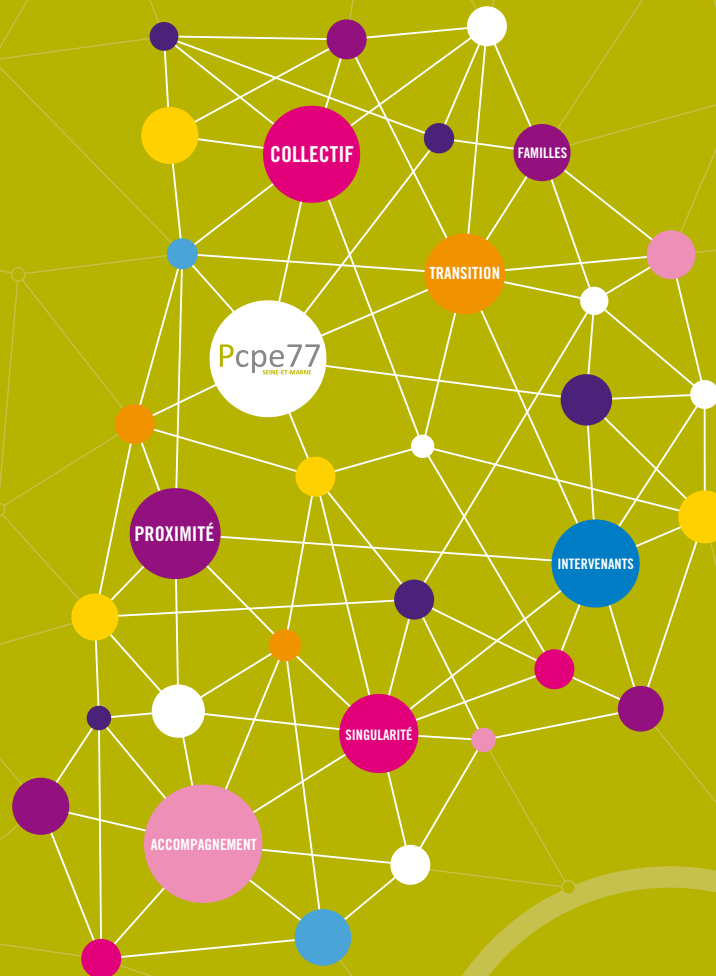 COLLECTIF
FAMILLES
TRANSITION
Pcpe77
SEINE-ET-MARNE
PROXIMITÉ
INTERVENANTS
SINGULARITÉ
ACCOMPAGNEMENT